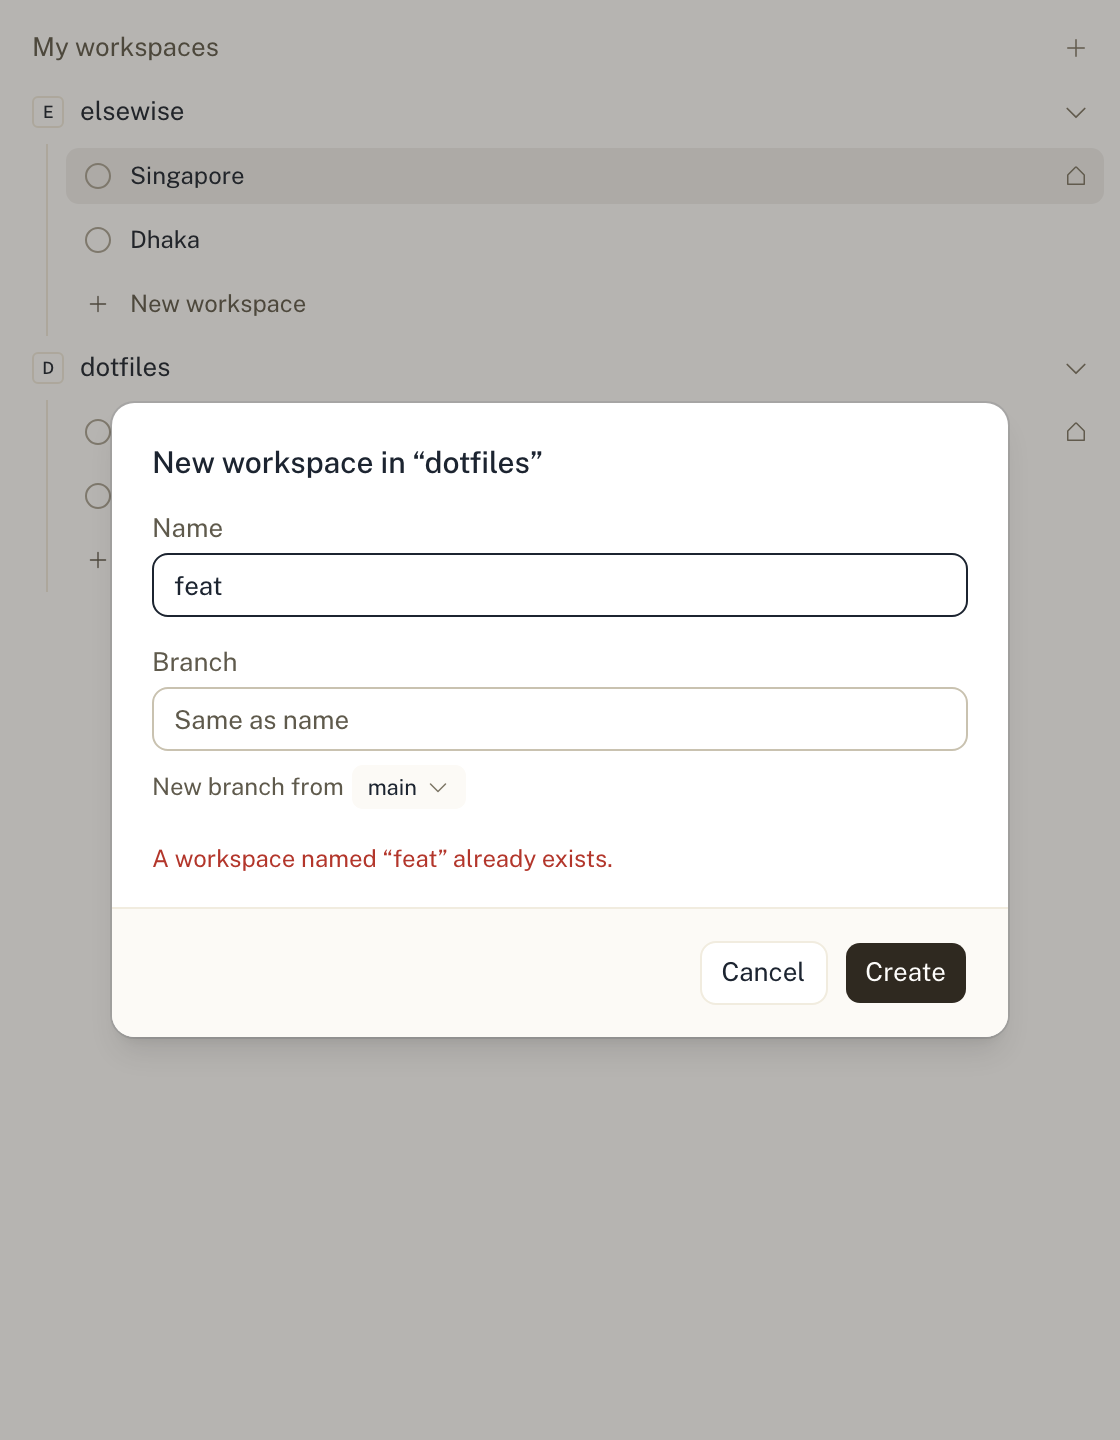 My workspaces
E elsewise
Singapore
Dhaka
New workspace
D dotfiles
New workspace in “dotfiles”
Name
feat
Branch
Same as name
New branch from main
A workspace named “feat” already exists.
Cancel Create